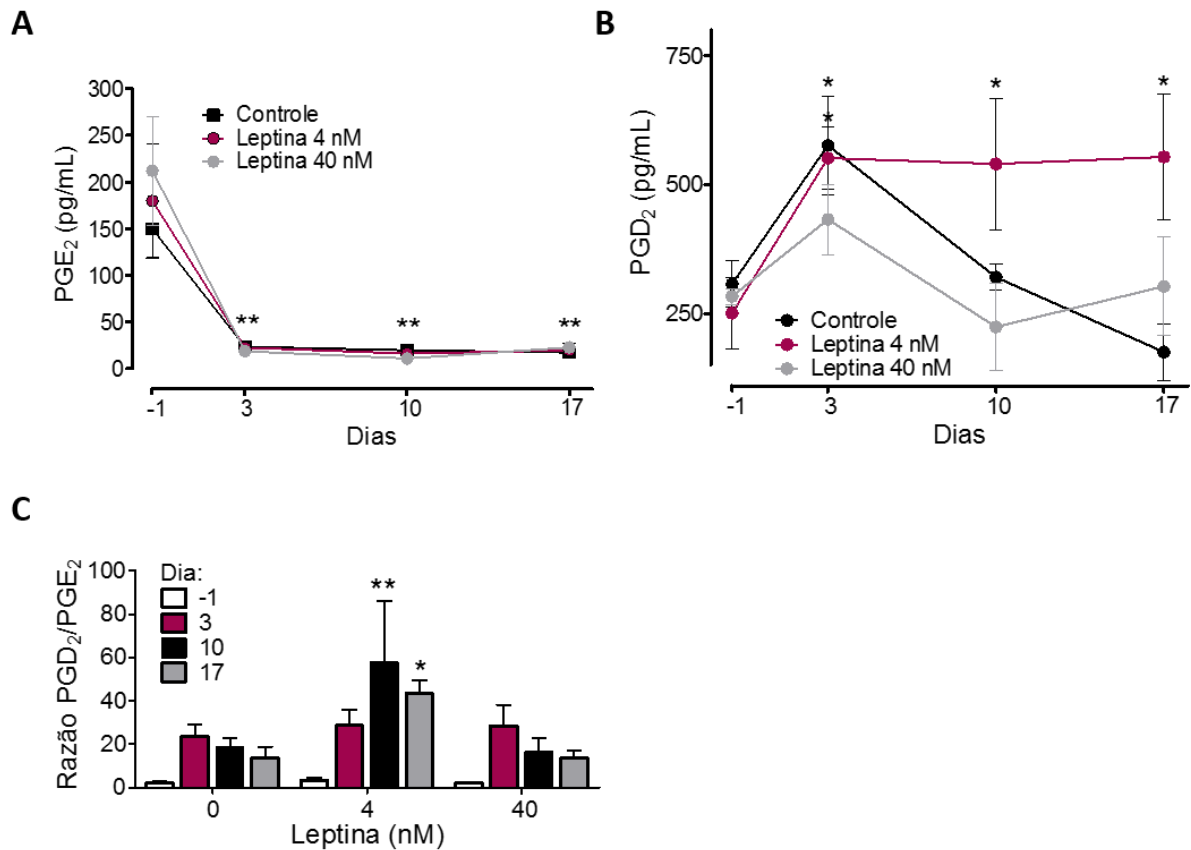 A
PGE₂ (pg/mL)
300
250
200
150
100
50
0
Controle
Leptina 4 nM
Leptina 40 nM
**
**
**
-1
3
10
17
Dias
B
PGD₂ (pg/mL)
750
500
250
*
*
*
*
Controle
Leptina 4 nM
Leptina 40 nM
-1
3
10
17
Dias
C
Razão PGD₂/PGE₂
100
80
60
40
20
0
Dia:
-1
3
10
17
**
*
0
4
40
Leptina (nM)